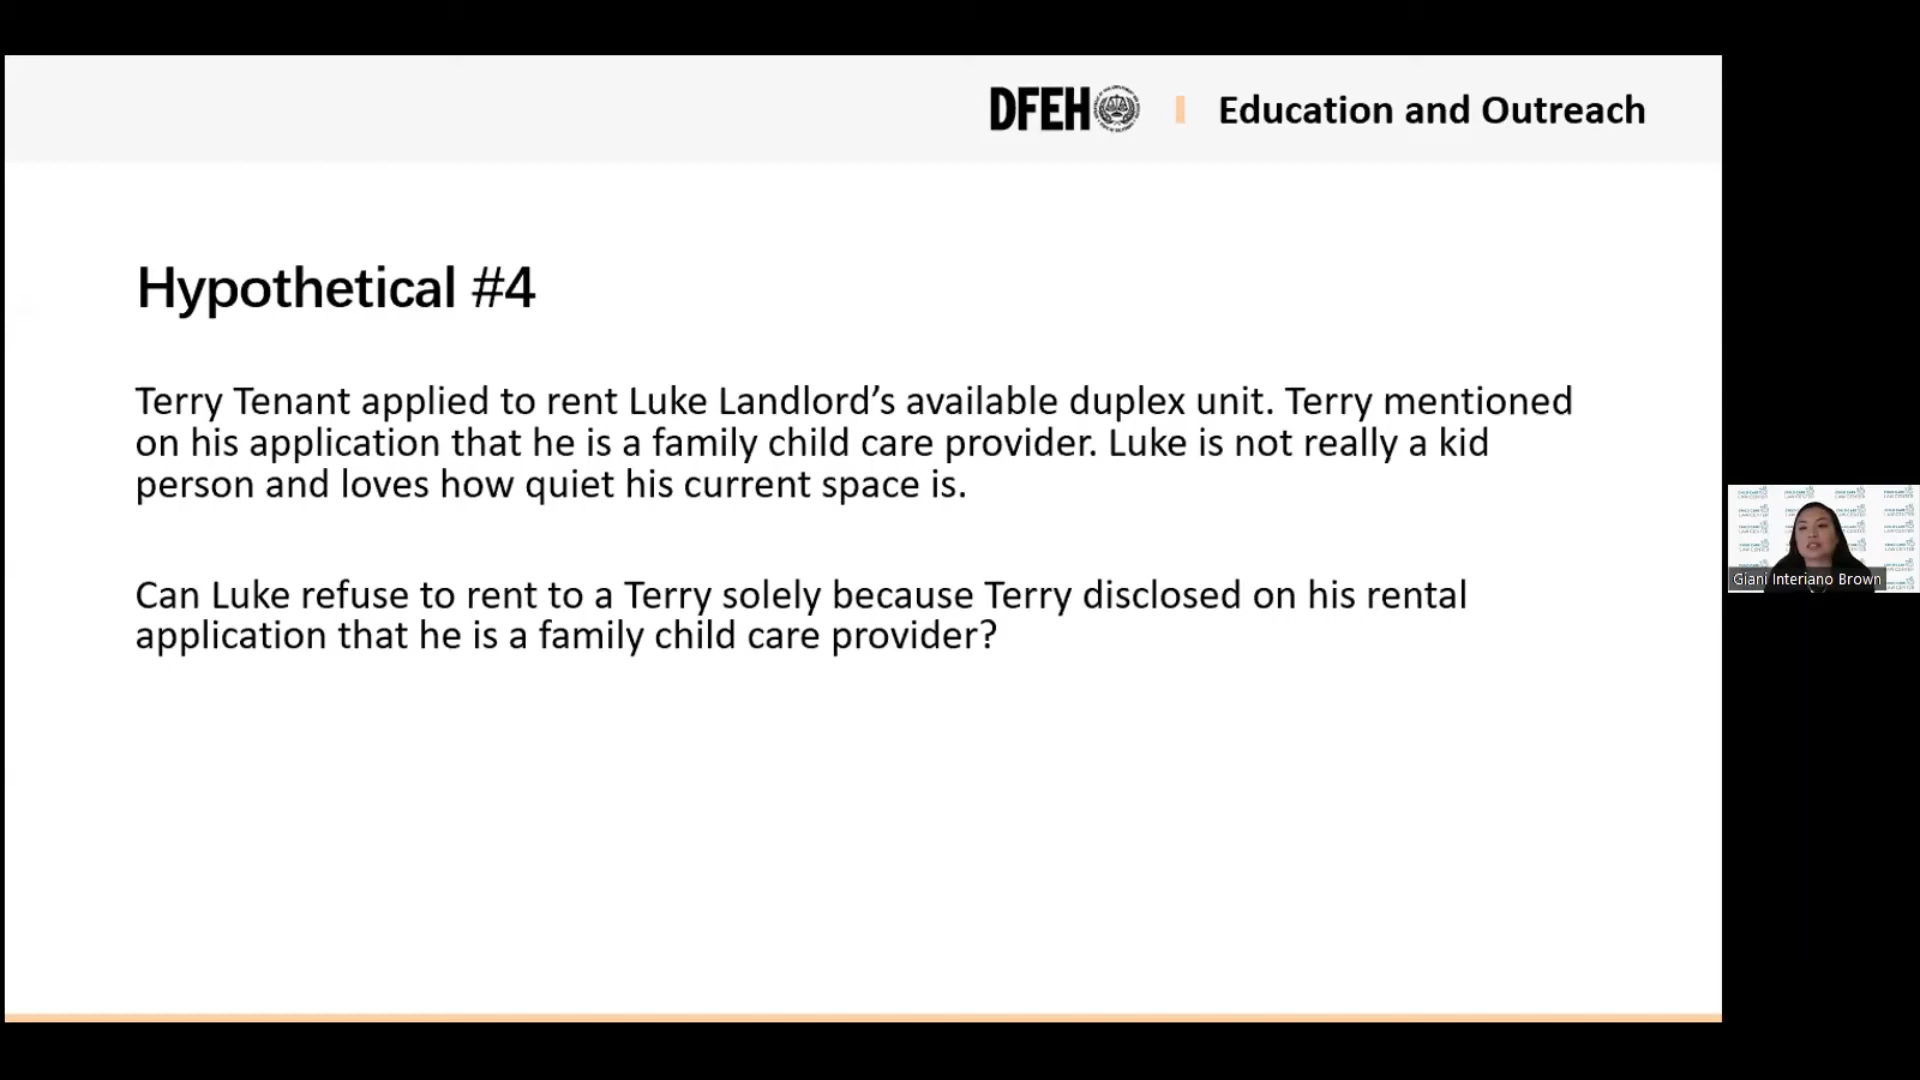 DFEH
Education and Outreach
Hypothetical #4
Terry Tenant applied to rent Luke Landlord’s available duplex unit. Terry mentioned
on his application that he is a family child care provider. Luke is not really a kid
person and loves how quiet his current space is.
Can Luke refuse to rent to a Terry solely because Terry disclosed on his rental
application that he is a family child care provider?
Giani Interiano Brown